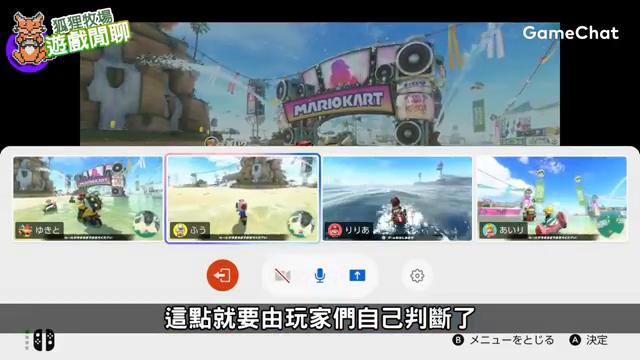 狐狸牧場
遊戲閒聊
GameChat
MARIOKART
ゆきと
ふう
りりあ
あいり
這點就要由玩家們自己判斷了
B メニューをとじる A 決定